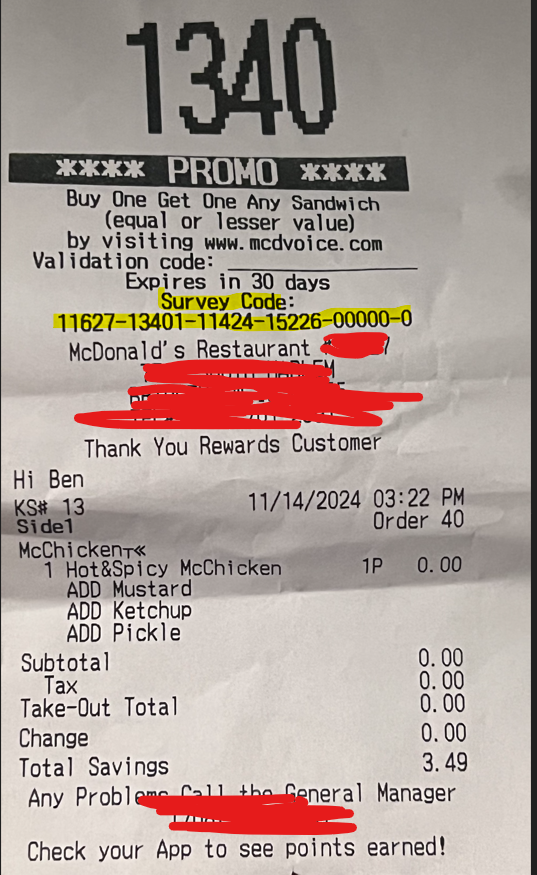 1340
**** PROMO ****
Buy One Get One Any Sandwich
(equal or lesser value)
by visiting www.mcdvoice.com
Validation code: _______________
Expires in 30 days
Survey Code:
11627-13401-11424-15226-00000-0
McDonald's Restaurant
Thank You Rewards Customer
Hi Ben
KS# 13 11/14/2024 03:22 PM
Side1 Order 40
McChicken┬«
1 Hot&Spicy McChicken 1P 0.00
ADD Mustard
ADD Ketchup
ADD Pickle
Subtotal 0.00
Tax 0.00
Take-Out Total 0.00
Change 0.00
Total Savings 3.49
Any Problems Call the General Manager
Check your App to see points earned!